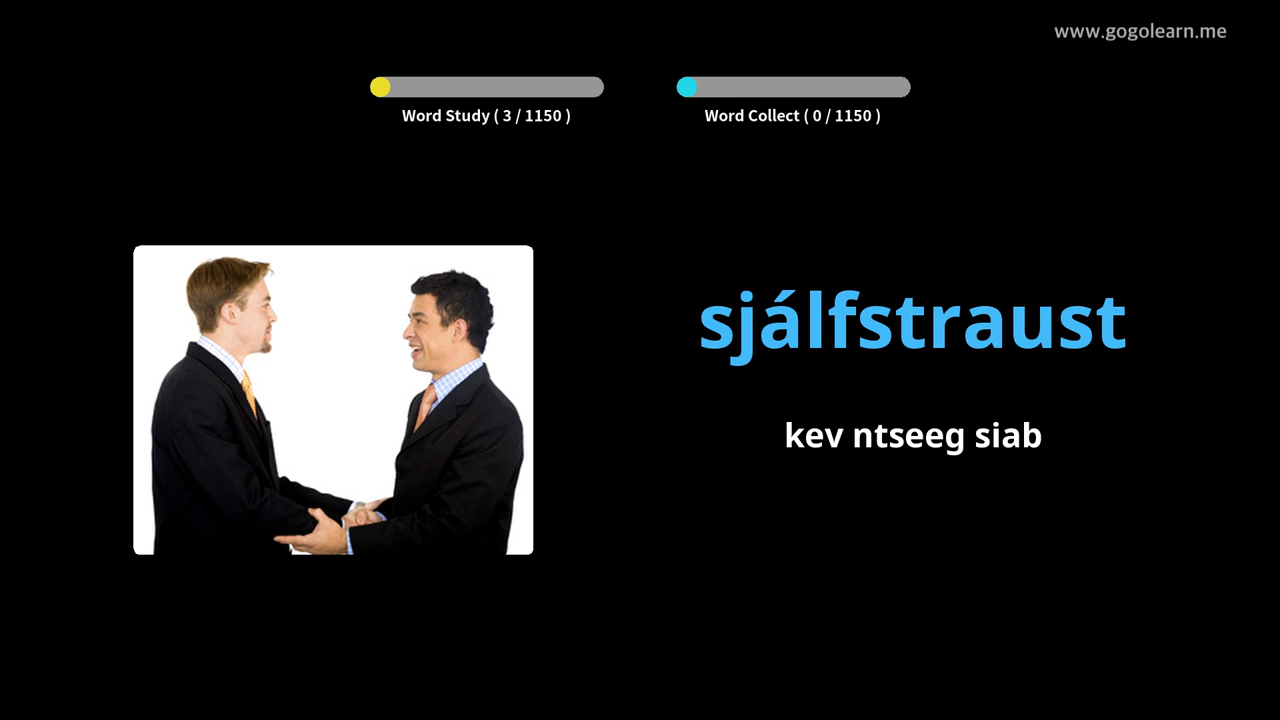 www.gogolearn.me
Word Study ( 3 / 1150 )
Word Collect ( 0 / 1150 )
sjálfstraust
kev ntseeg siab